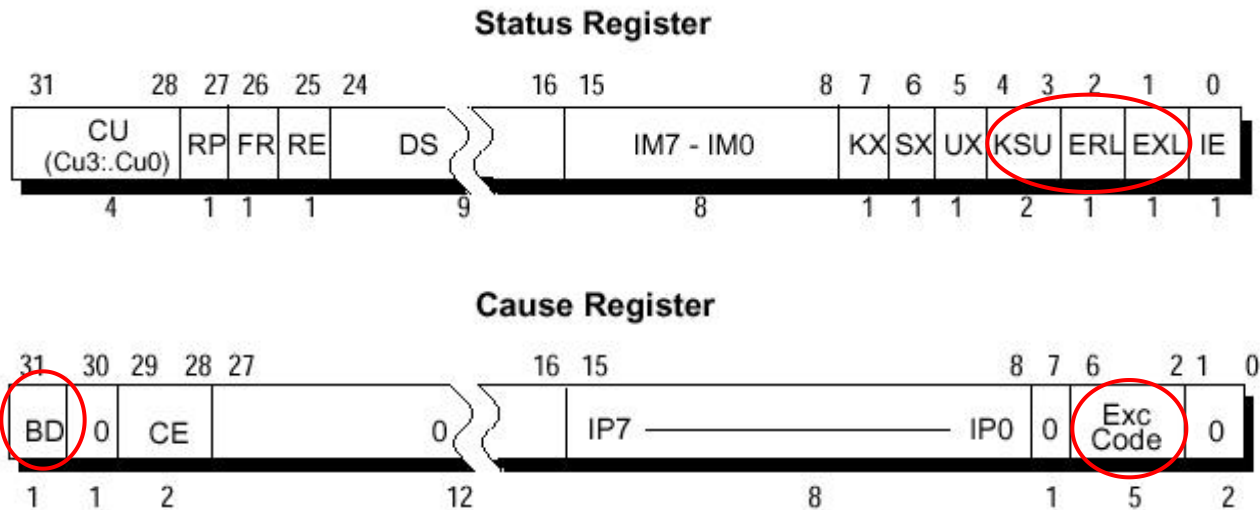 Status Register
31 28 27 26 25 24 16 15 8 7 6 5 4 3 2 1 0
CU
(Cu3:.Cu0) RP FR RE DS IM7 - IM0 KX SX UX KSU ERL EXL IE
4 1 1 1 9 8 1 1 1 2 1 1 1
Cause Register
31 30 29 28 27 16 15 8 7 6 2 1 0
BD 0 CE 0 IP7 IP0 0 Exc
Code 0
1 1 2 12 8 1 5 2